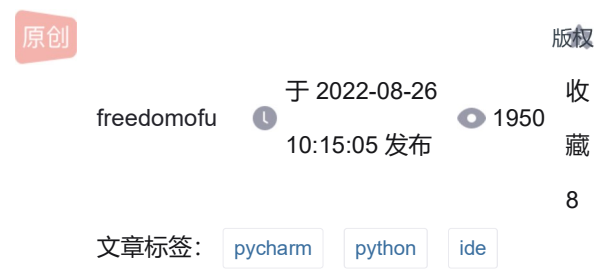 原创
版权
freedomofu
于 2022-08-26
10:15:05 发布
1950
收
藏
8
文章标签：
pycharm
python
ide